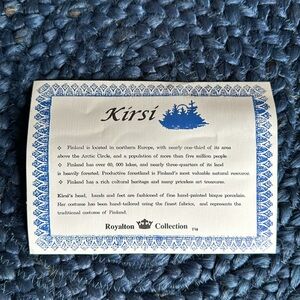 Kirsi
❖ Finland is located in northern Europe, with nearly one-third of its area
above the Arctic Circle, and a population of more than five million people
❖ Finland has over 60,000 lakes, and nearly three-quarters of its land
is heavily forested. Productive forestland is Finland's most valuable natural resource.
❖ Finland has a rich cultural heritage and many priceless art treasures.
Kirsi's head, hands and feet are fashioned of fine hand-painted bisque porcelain.
Her costume has been hand-tailored using the finest fabrics, and represents the
traditional costume of Finland.
Royalton Collection TM